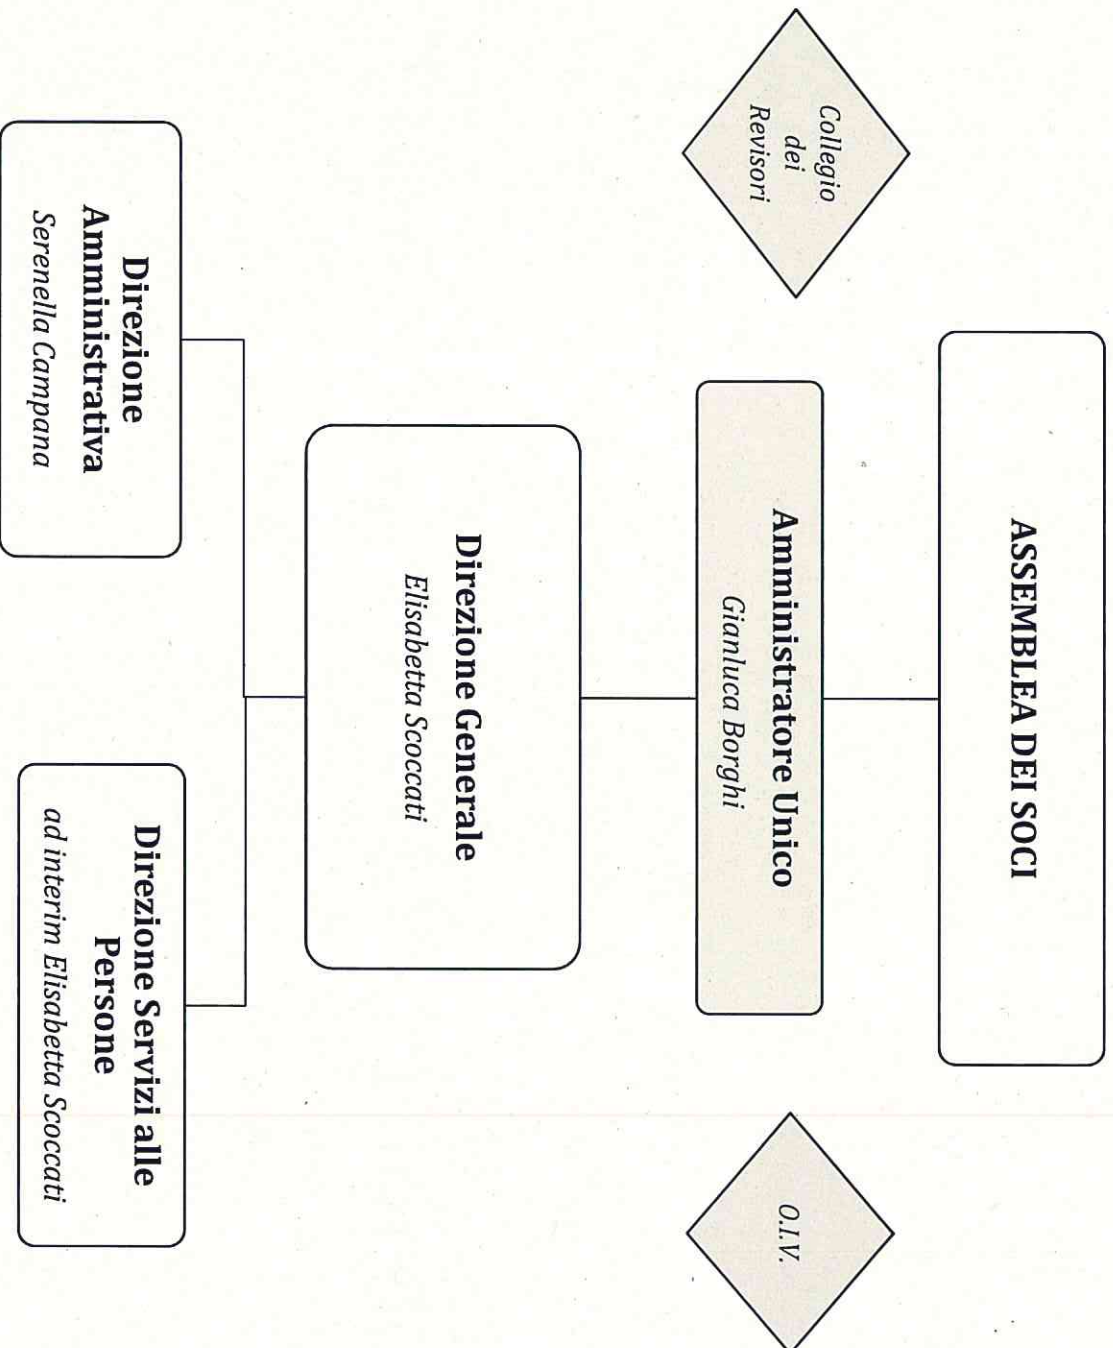 ASSEMBLEA DEI SOCI
Collegio
dei
Revisori
Amministratore Unico
Gianluca Borghi
O.I.V.
Direzione Generale
Elisabetta Scoccati
Direzione
Amministrativa
Serenella Campana
Direzione Servizi alle
Persone
ad interim Elisabetta Scoccati